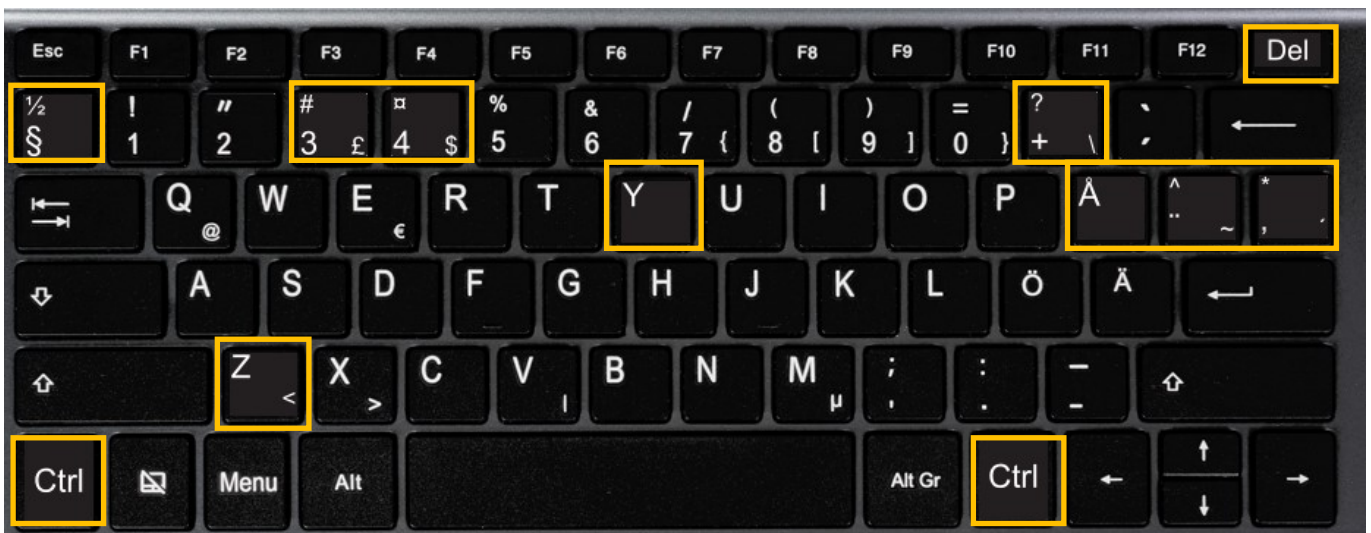 Esc F1 F2 F3 F4 F5 F6 F7 F8 F9 F10 F11 F12 Del
½ ! " # ¤ % & / ( ) = ? `
§ 1 2 3 £ 4 $ 5 6 7 { 8 [ 9 ] 0 } + \ ´
Q W E R T Y U I O P Å ^ *
@ € ¨ ~ , ´
A S D F G H J K L Ö Ä
Z X C V B N M ; : _
< > | µ , . -
Ctrl Menu Alt Alt Gr Ctrl